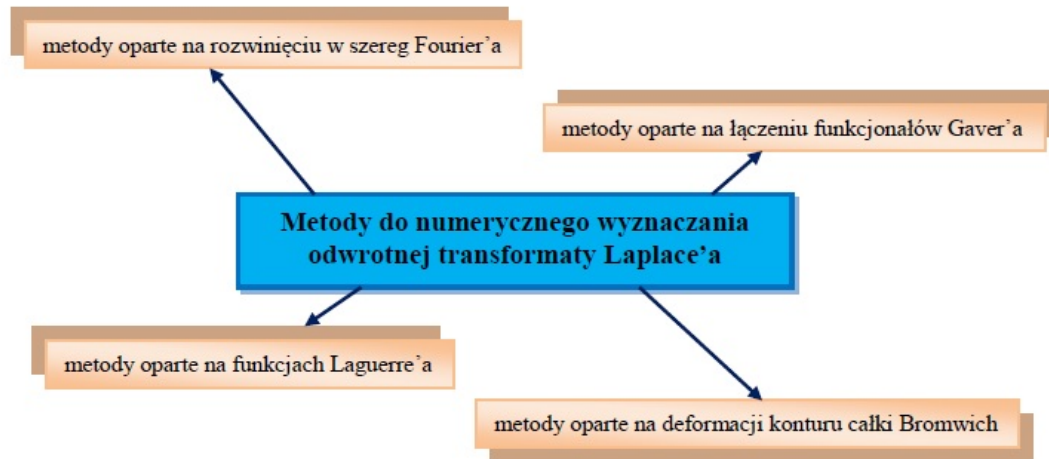 metody oparte na rozwinięciu w szereg Fourier’a
metody oparte na łączeniu funkcjonałów Gaver’a
Metody do numerycznego wyznaczania
odwrotnej transformaty Laplace’a
metody oparte na funkcjach Laguerre’a
metody oparte na deformacji konturu całki Bromwich